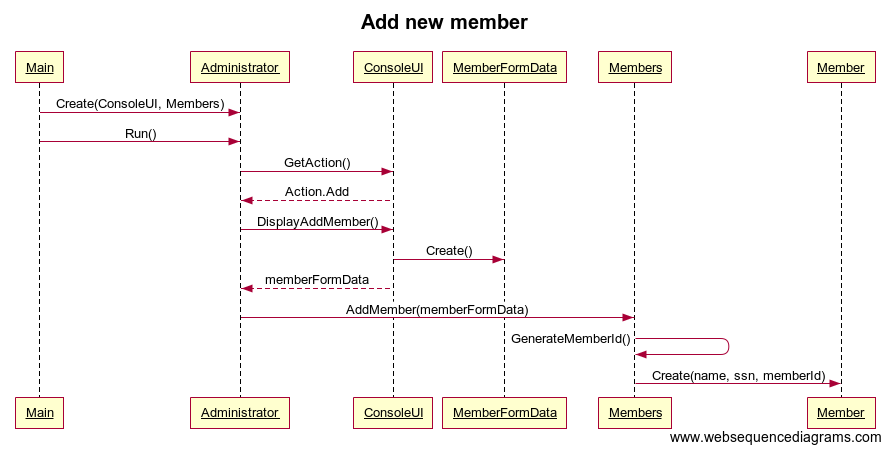 Add new member
Main Administrator ConsoleUI MemberFormData Members Member
Create(ConsoleUI, Members)
Run()
GetAction()
Action.Add
DisplayAddMember()
Create()
memberFormData
AddMember(memberFormData)
GenerateMemberId()
Create(name, ssn, memberId)
Main Administrator ConsoleUI MemberFormData Members Member
www.websequencediagrams.com